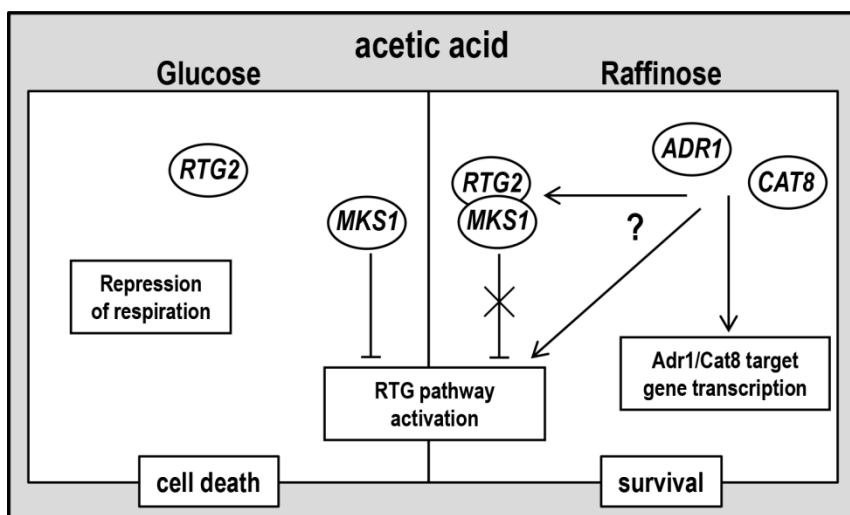 acetic acid
Glucose
Raffinose
RTG2
MKS1
Repression
of respiration
ADR1
CAT8
RTG2
MKS1
?
Adr1/Cat8 target
gene transcription
RTG pathway
activation
cell death
survival